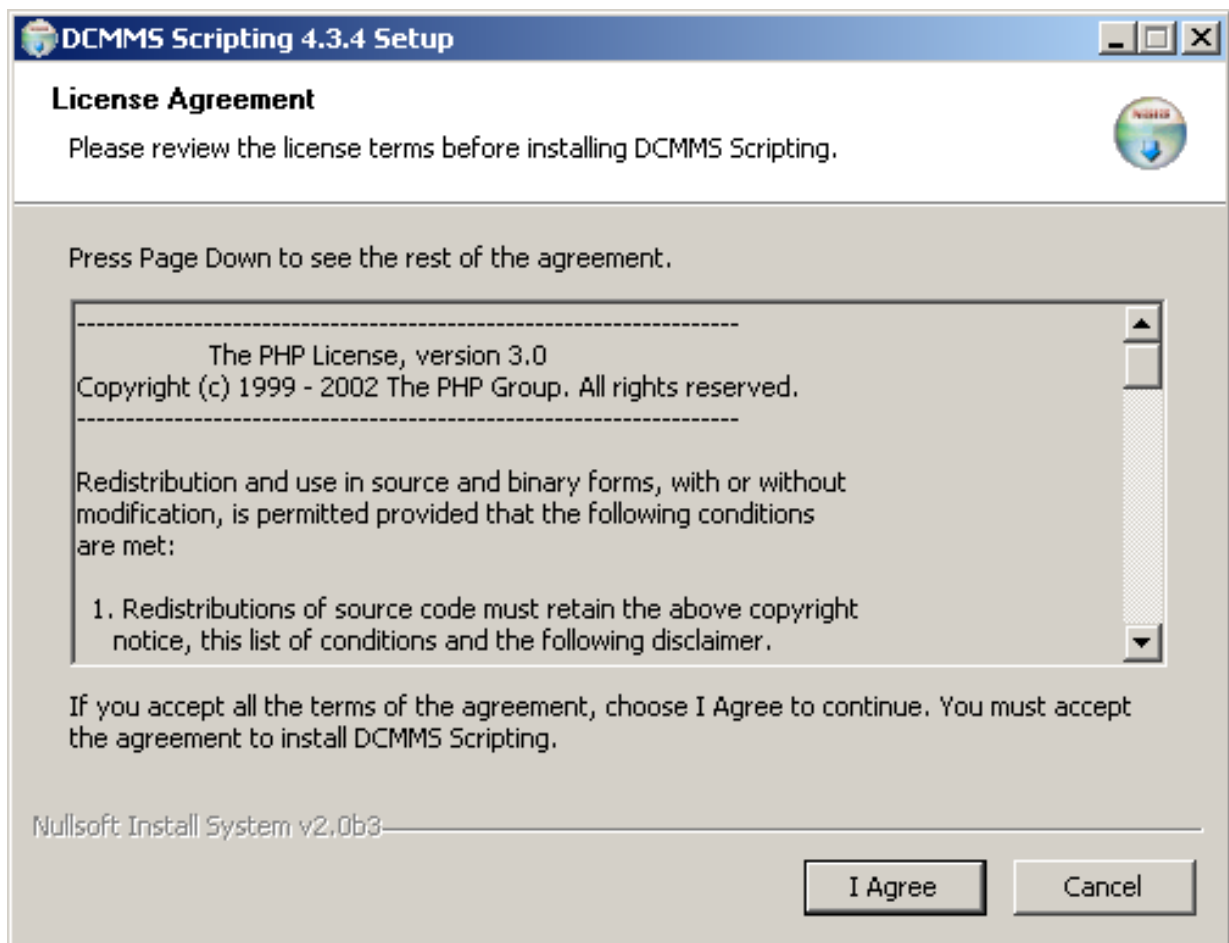 DCMMS Scripting 4.3.4 Setup
License Agreement
Please review the license terms before installing DCMMS Scripting.
NSIS
Press Page Down to see the rest of the agreement.
--------------------------------------------------------------------
The PHP License, version 3.0
Copyright (c) 1999 - 2002 The PHP Group. All rights reserved.
--------------------------------------------------------------------
Redistribution and use in source and binary forms, with or without
modification, is permitted provided that the following conditions
are met:
1. Redistributions of source code must retain the above copyright
notice, this list of conditions and the following disclaimer.
If you accept all the terms of the agreement, choose I Agree to continue. You must accept
the agreement to install DCMMS Scripting.
Nullsoft Install System v2.0b3
I Agree
Cancel